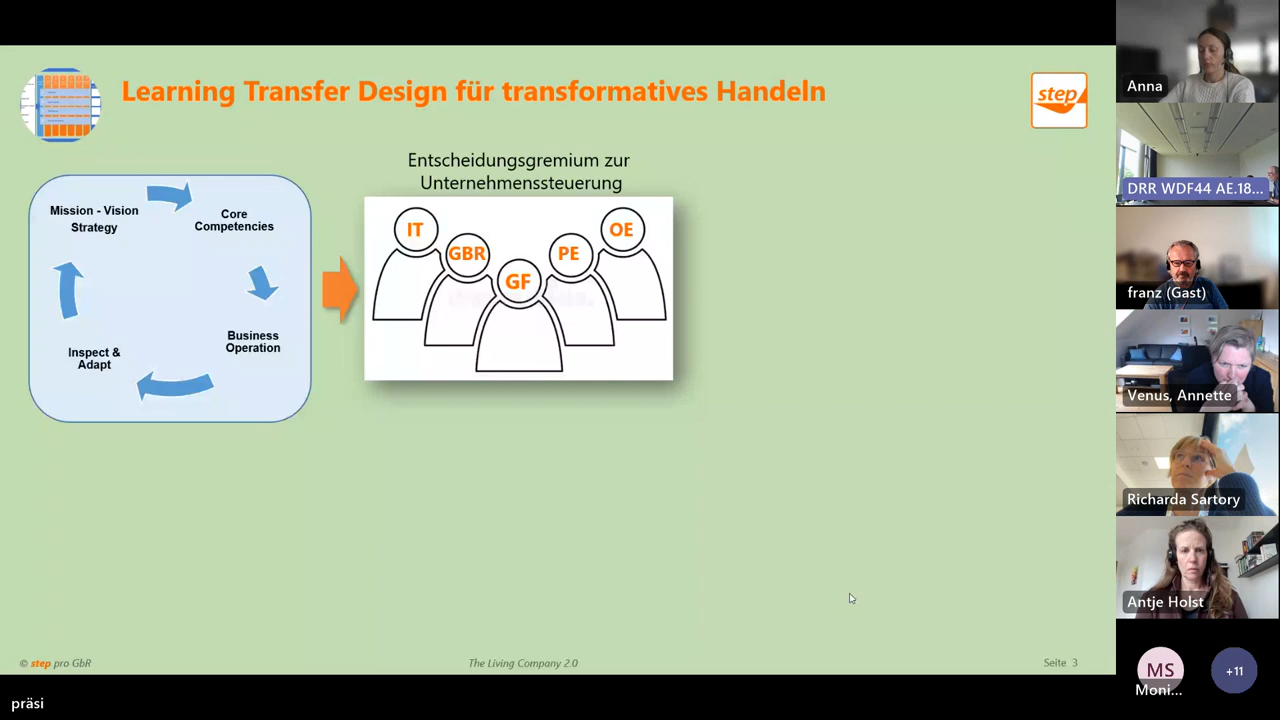 Learning Transfer Design für transformatives Handeln
step
Entscheidungsgremium zur
Unternehmenssteuerung
Mission - Vision
Strategy
Core
Competencies
Business
Operation
Inspect &
Adapt
IT
GBR
GF
PE
OE
© step pro GbR
The Living Company 2.0
Seite 3
präsi
Anna
DRR WDF44 AE.18...
franz (Gast)
Venus, Annette
Richarda Sartory
Antje Holst
MS
Moni...
+11